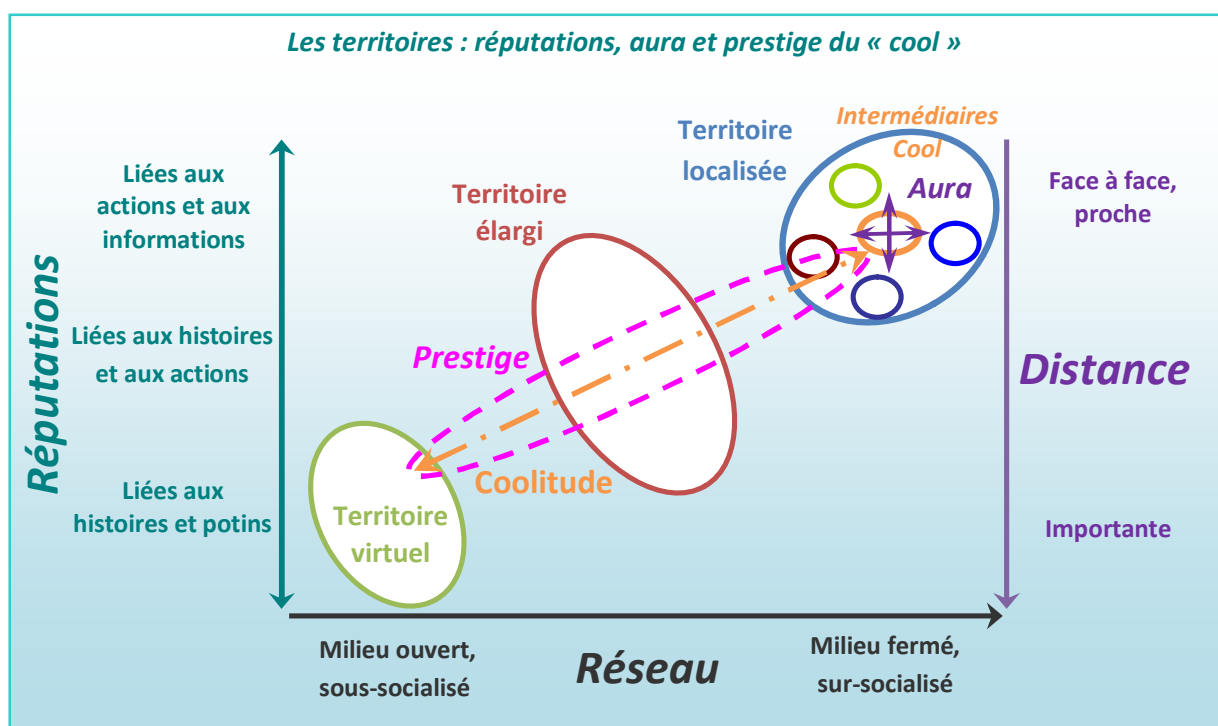 Les territoires : réputations, aura et prestige du « cool »
Intermédiaires
Cool
Territoire
localisée
Aura
Face à face,
proche
Liées aux
actions et aux
informations
Territoire
élargi
Réputations
Liées aux histoires
et aux actions
Prestige
Distance
Coolitude
Liées aux
histoires et potins
Territoire
virtuel
Importante
Milieu ouvert,
sous-socialisé
Réseau
Milieu fermé,
sur-socialisé